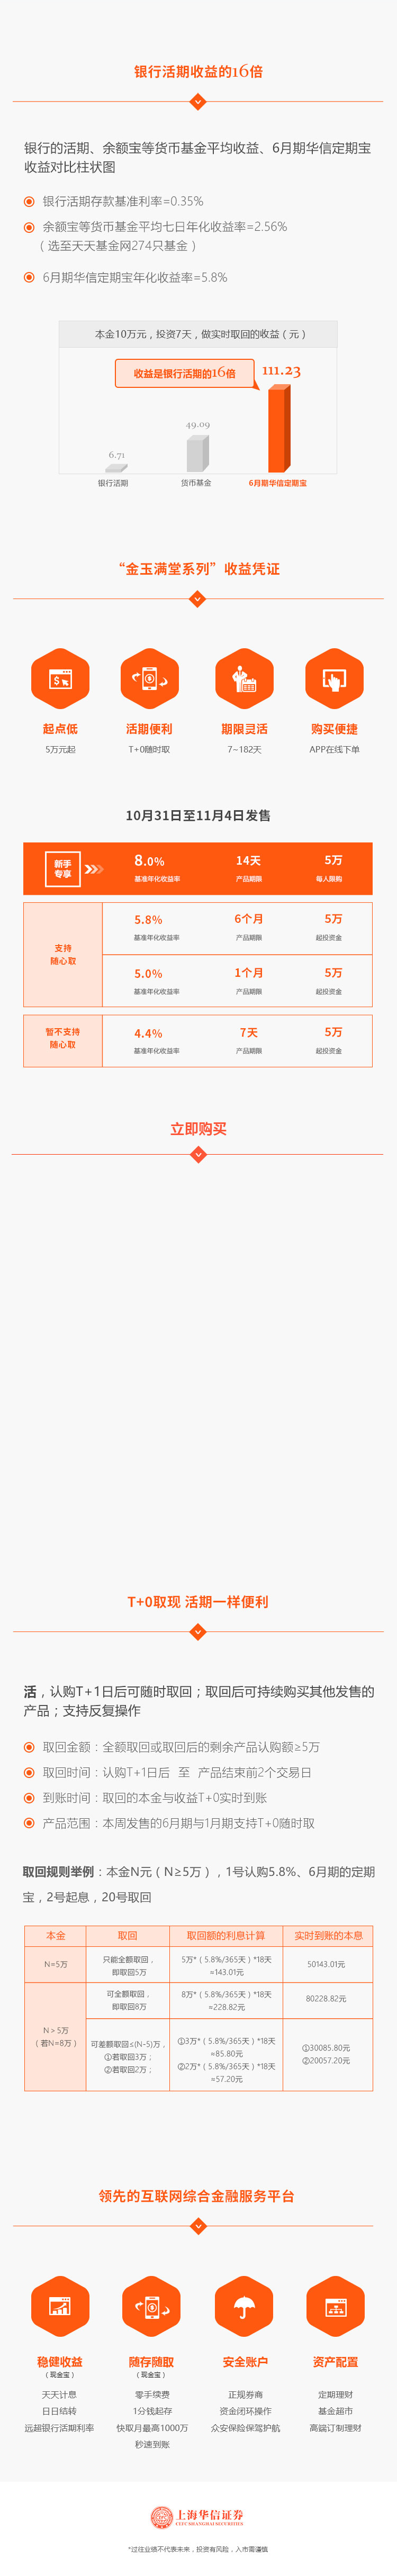 银行活期收益的16倍
银行的活期、余额宝等货币基金平均收益、6月期华信定期宝
收益对比柱状图
银行活期存款基准利率=0.35%
余额宝等货币基金平均七日年化收益率=2.56%
（选至天天基金网274只基金）
6月期华信定期宝年化收益率=5.8%
本金10万元，投资7天，做实时取回的收益（元）
收益是银行活期的16倍
111.23
49.09
6.71
银行活期
货币基金
6月期华信定期宝
“金玉满堂系列”收益凭证
起点低
活期便利
期限灵活
购买便捷
5万元起
T+0随时取
7~182天
APP在线下单
10月31日至11月4日发售
新手
专享
8.0%
14天
5万
基准年化收益率
产品期限
每人限购
支持
随心取
5.8%
6个月
5万
基准年化收益率
产品期限
起投资金
5.0%
1个月
5万
基准年化收益率
产品期限
起投资金
暂不支持
随心取
4.4%
7天
5万
基准年化收益率
产品期限
起投资金
立即购买
T+0取现 活期一样便利
活，认购T+1日后可随时取回；取回后可持续购买其他发售的
产品；支持反复操作
取回金额：全额取回或取回后的剩余产品认购额≥5万
取回时间：认购T+1日后 至 产品结束前2个交易日
到账时间：取回的本金与收益T+0实时到账
产品范围：本周发售的6月期与1月期支持T+0随时取
取回规则举例：本金N元（N≥5万），1号认购5.8%、6月期的定期
宝，2号起息，20号取回
本金
取回
取回额的利息计算
实时到账的本息
N=5万
只能全额取回，
即取回5万
5万*（5.8%/365天）*18天
=143.01元
50143.01元
N＞5万
（若N=8万）
可全额取回，
即取回8万
8万*（5.8%/365天）*18天
=228.82元
80228.82元
可差额取回≤(N-5)万，
①若取回3万；
②若取回2万；
①3万*（5.8%/365天）*18天
=85.80元
②2万*（5.8%/365天）*18天
=57.20元
①30085.80元
②20057.20元
领先的互联网综合金融服务平台
稳健收益
随存随取
安全账户
资产配置
（现金宝）
（现金宝）
天天计息
零手续费
正规券商
定期理财
日日结转
1分钱起存
资金闭环操作
基金超市
远超银行活期利率
快取月最高1000万
众安保险保驾护航
高端订制理财
秒速到账
上海华信证券
CEFC SHANGHAI SECURITIES
*过往业绩不代表未来，投资有风险，入市需谨慎